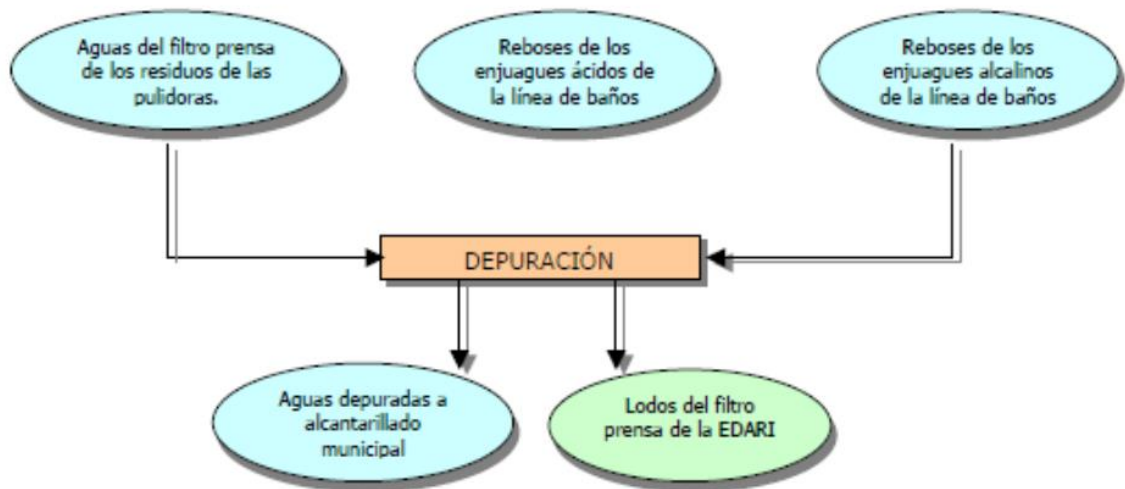 Aguas del filtro prensa
de los residuos de las
pulidoras.
Reboses de los
enjuagues ácidos de
la línea de baños
Reboses de los
enjuagues alcalinos
de la línea de baños
DEPURACIÓN
Aguas depuradas a
alcantarillado
municipal
Lodos del filtro
prensa de la EDARI